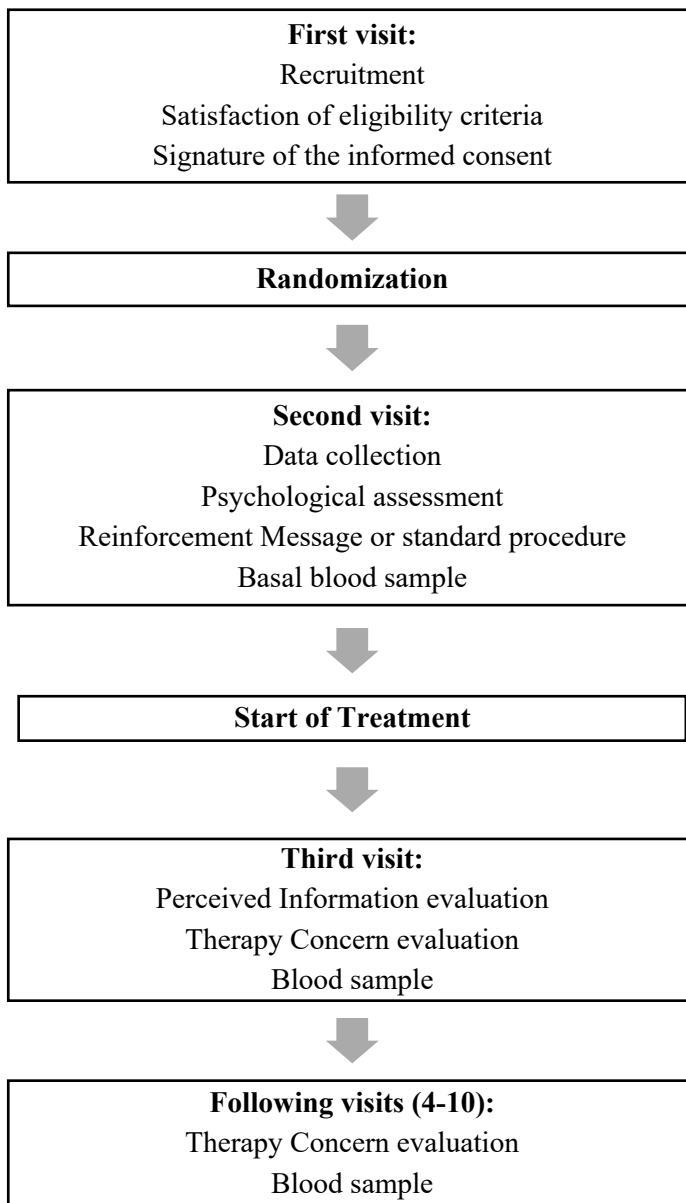 First visit:
Recruitment
Satisfaction of eligibility criteria
Signature of the informed consent
Randomization
Second visit:
Data collection
Psychological assessment
Reinforcement Message or standard procedure
Basal blood sample
Start of Treatment
Third visit:
Perceived Information evaluation
Therapy Concern evaluation
Blood sample
Following visits (4-10):
Therapy Concern evaluation
Blood sample